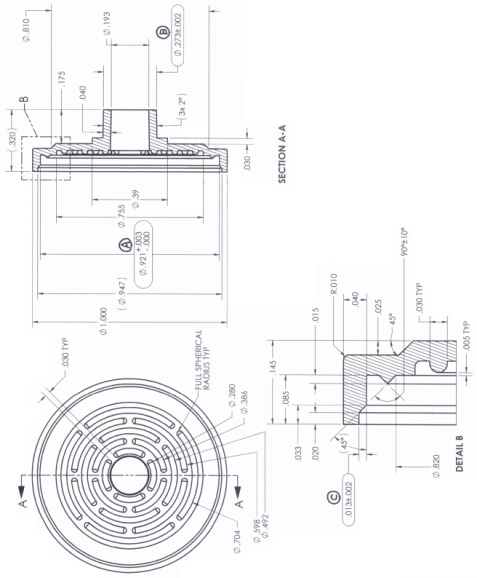 Ø.810
Ø.193
B
Ø.273±.002
.175
.040
(.320)
B
(3x 2°)
.030
SECTION A-A
Ø.39
Ø.755
A
Ø.921 +.003 -.000
(Ø.947)
Ø1.000
.030 TYP
FULL SPHERICAL
RADIUS TYP
Ø.280
Ø.386
Ø.492
Ø.598
Ø.704
A
A
R.010
.040
.025
45°
90°±10°
.030 TYP
.005 TYP
.015
.145
.085
.033
.020
45°
C
.013±.002
Ø.820
DETAIL B